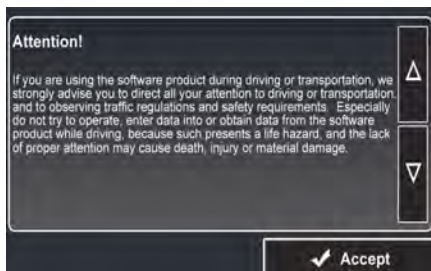 Attention!
If you are using the software product during driving or transportation, we
strongly advise you to direct all your attention to driving or transportation,
and to observing traffic regulations and safety requirements. Especially
do not try to operate, enter data into or obtain data from the software
product while driving, because such presents a life hazard, and the lack
of proper attention may cause death, injury or material damage.
Accept